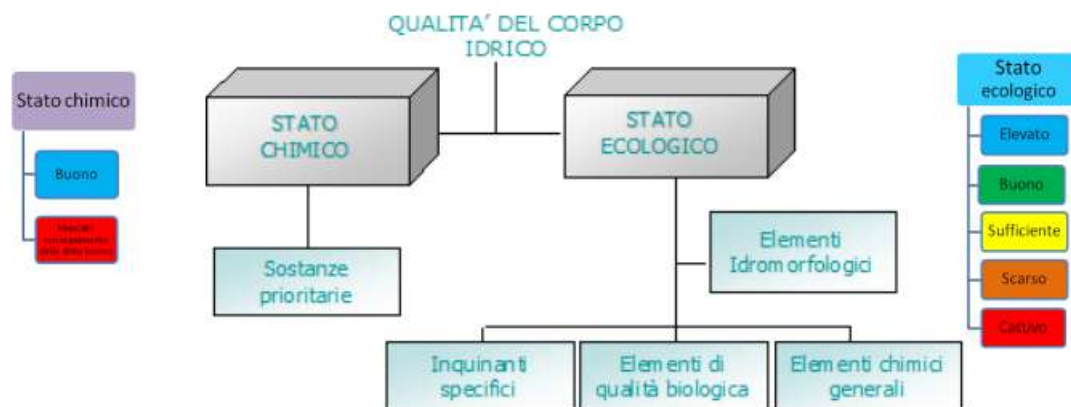 QUALITA' DEL CORPO
IDRICO
Stato chimico
Buono
STATO
CHIMICO
STATO
ECOLOGICO
Sostanze
prioritarie
Elementi
Idromorfologici
Inquinanti
specifici
Elementi di
qualità biologica
Elementi chimici
generali
Stato
ecologico
Elevato
Buono
Sufficiente
Scarso
Cattivo